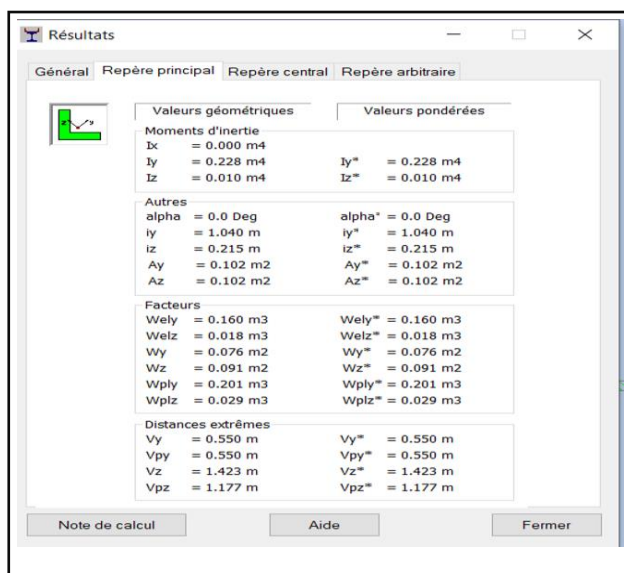 Résultats
Général Repère principal Repère central Repère arbitraire
Valeurs géométriques Valeurs pondérées
Moments d'inertie
Ix = 0.000 m4
Iy = 0.228 m4 Iy* = 0.228 m4
Iz = 0.010 m4 Iz* = 0.010 m4
Autres
alpha = 0.0 Deg alpha* = 0.0 Deg
iy = 1.040 m iy* = 1.040 m
iz = 0.215 m iz* = 0.215 m
Ay = 0.102 m2 Ay* = 0.102 m2
Az = 0.102 m2 Az* = 0.102 m2
Facteurs
Wely = 0.160 m3 Wely* = 0.160 m3
Welz = 0.018 m3 Welz* = 0.018 m3
Wy = 0.076 m2 Wy* = 0.076 m2
Wz = 0.091 m2 Wz* = 0.091 m2
Wply = 0.201 m3 Wply* = 0.201 m3
Wplz = 0.029 m3 Wplz* = 0.029 m3
Distances extrêmes
Vy = 0.550 m Vy* = 0.550 m
Vpy = 0.550 m Vpy* = 0.550 m
Vz = 1.423 m Vz* = 1.423 m
Vpz = 1.177 m Vpz* = 1.177 m
Note de calcul Aide Fermer